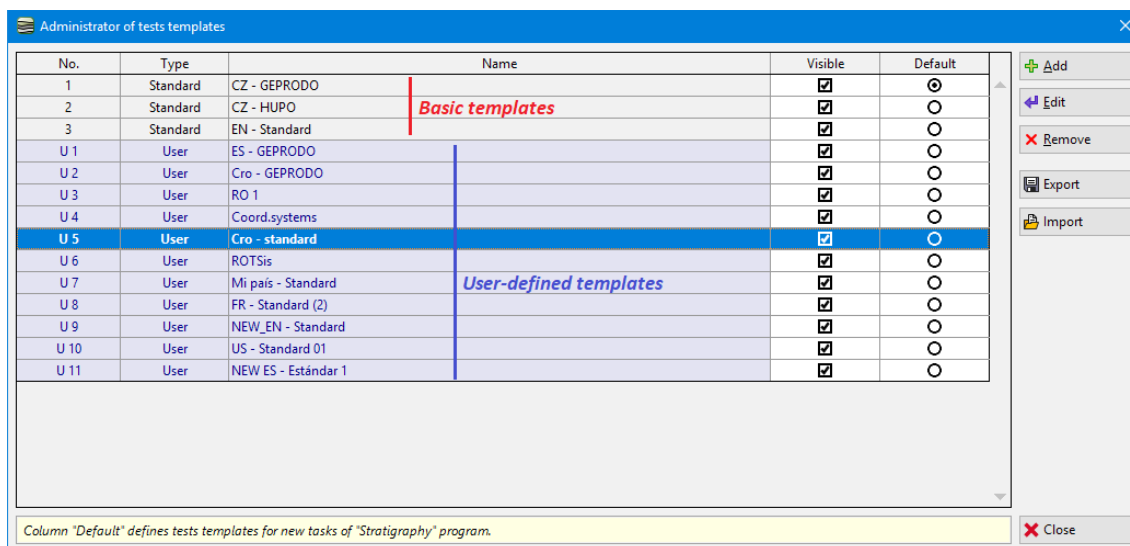 Administrator of tests templates
No. Type Name Visible Default
1 Standard CZ - GEPRODO
2 Standard CZ - HUPO
3 Standard EN - Standard
Basic templates
U 1 User ES - GEPRODO
U 2 User Cro - GEPRODO
U 3 User RO 1
U 4 User Coord.systems
U 5 User Cro - standard
U 6 User ROTSis
U 7 User Mi país - Standard
User-defined templates
U 8 User FR - Standard (2)
U 9 User NEW_EN - Standard
U 10 User US - Standard 01
U 11 User NEW ES - Estándar 1
Add
Edit
Remove
Export
Import
Column "Default" defines tests templates for new tasks of "Stratigraphy" program.
Close